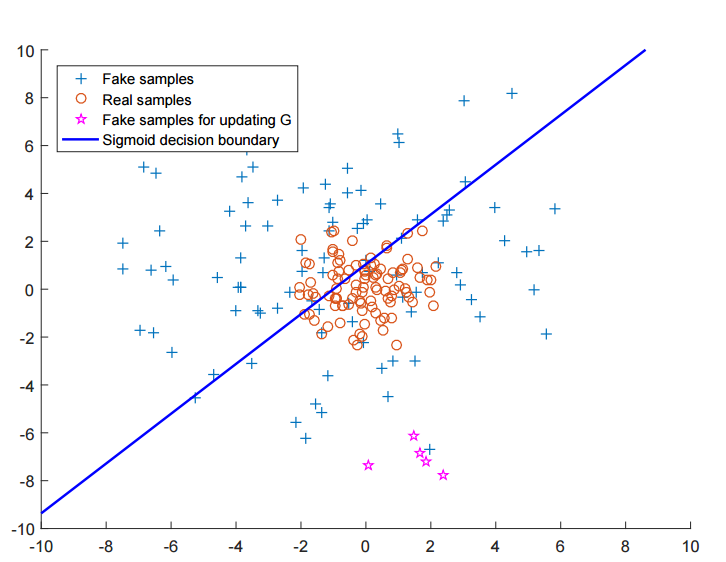 10
8
6
4
2
0
-2
-4
-6
-8
-10
Fake samples
Real samples
Fake samples for updating G
Sigmoid decision boundary
-10 -8 -6 -4 -2 0 2 4 6 8 10